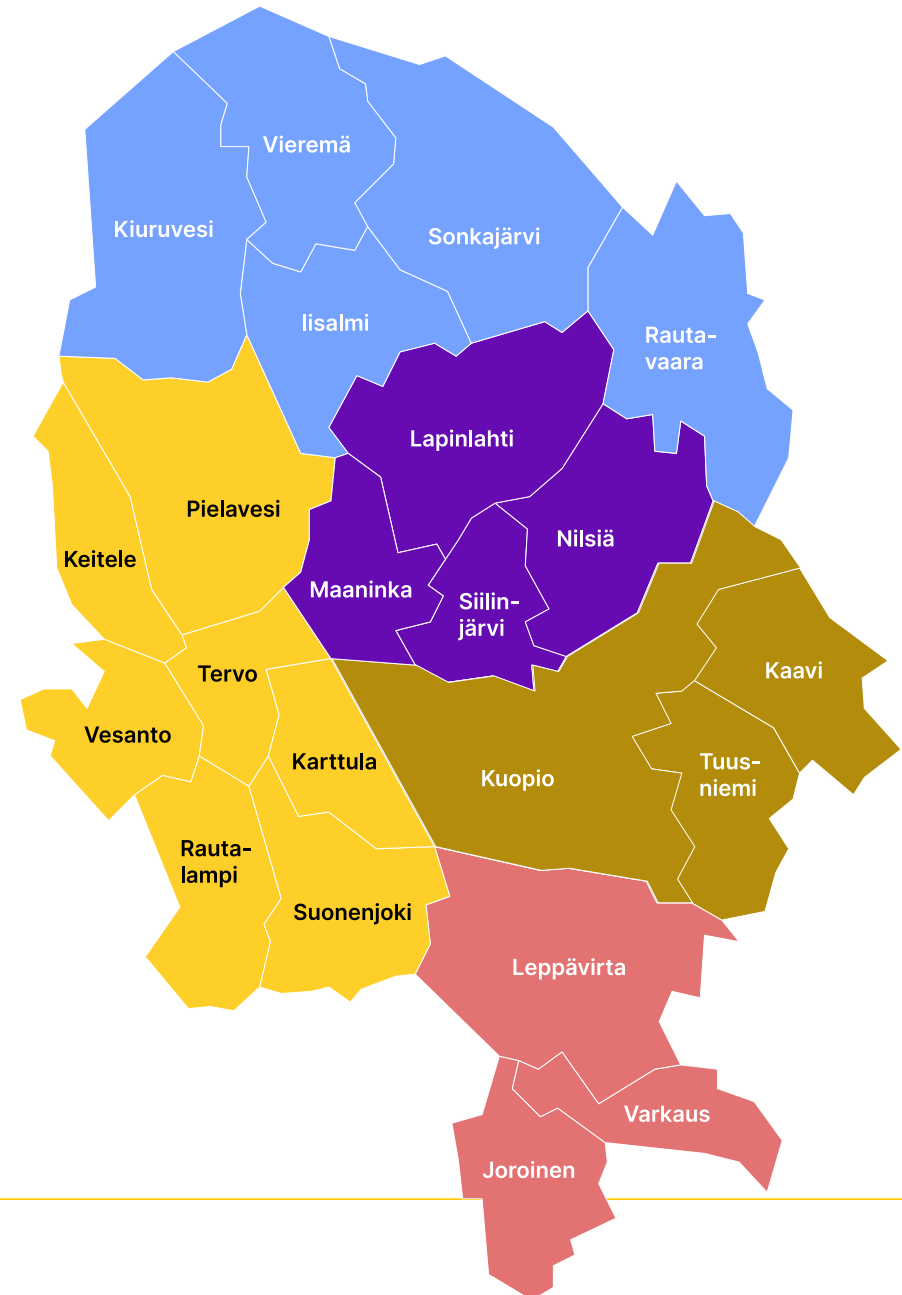 Vieremä
Kiuruvesi
Sonkajärvi
Iisalmi
Rauta-
vaara
Lapinlahti
Pielavesi
Nilsiä
Keitele
Maaninka
Siilin-
järvi
Tervo
Kaavi
Vesanto
Karttula
Kuopio
Tuus-
niemi
Rauta-
lampi
Suonenjoki
Leppävirta
Varkaus
Joroinen